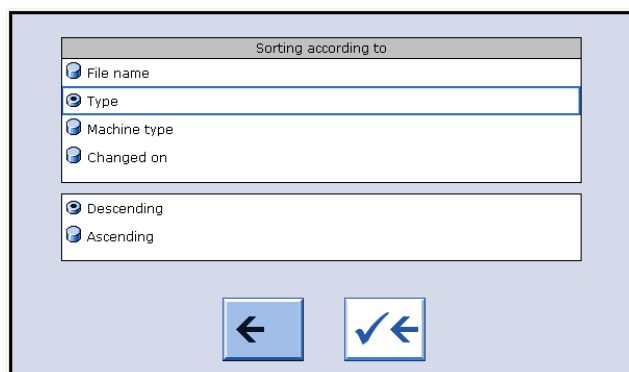 Sorting according to
File name
Type
Machine type
Changed on
Descending
Ascending